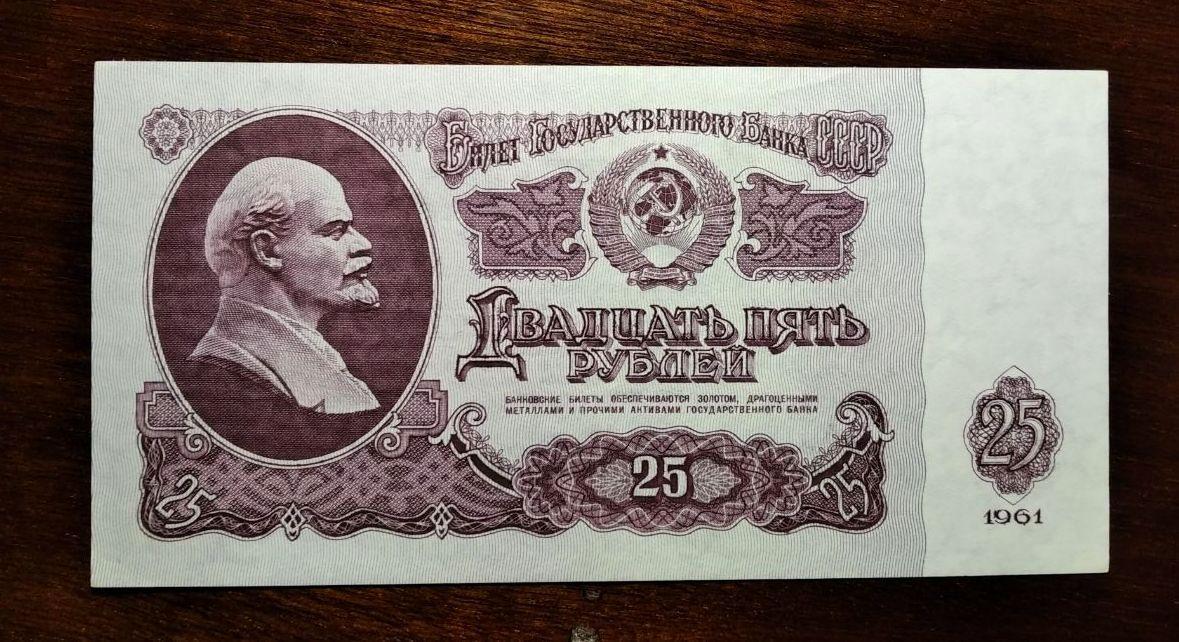 Билет Государственного Банка СССР
Двадцать пять
рублей
БАНКОВСКИЕ БИЛЕТЫ ОБЕСПЕЧИВАЮТСЯ ЗОЛОТОМ, ДРАГОЦЕННЫМИ
МЕТАЛЛАМИ И ПРОЧИМИ АКТИВАМИ ГОСУДАРСТВЕННОГО БАНКА
25
25
25
25
1961